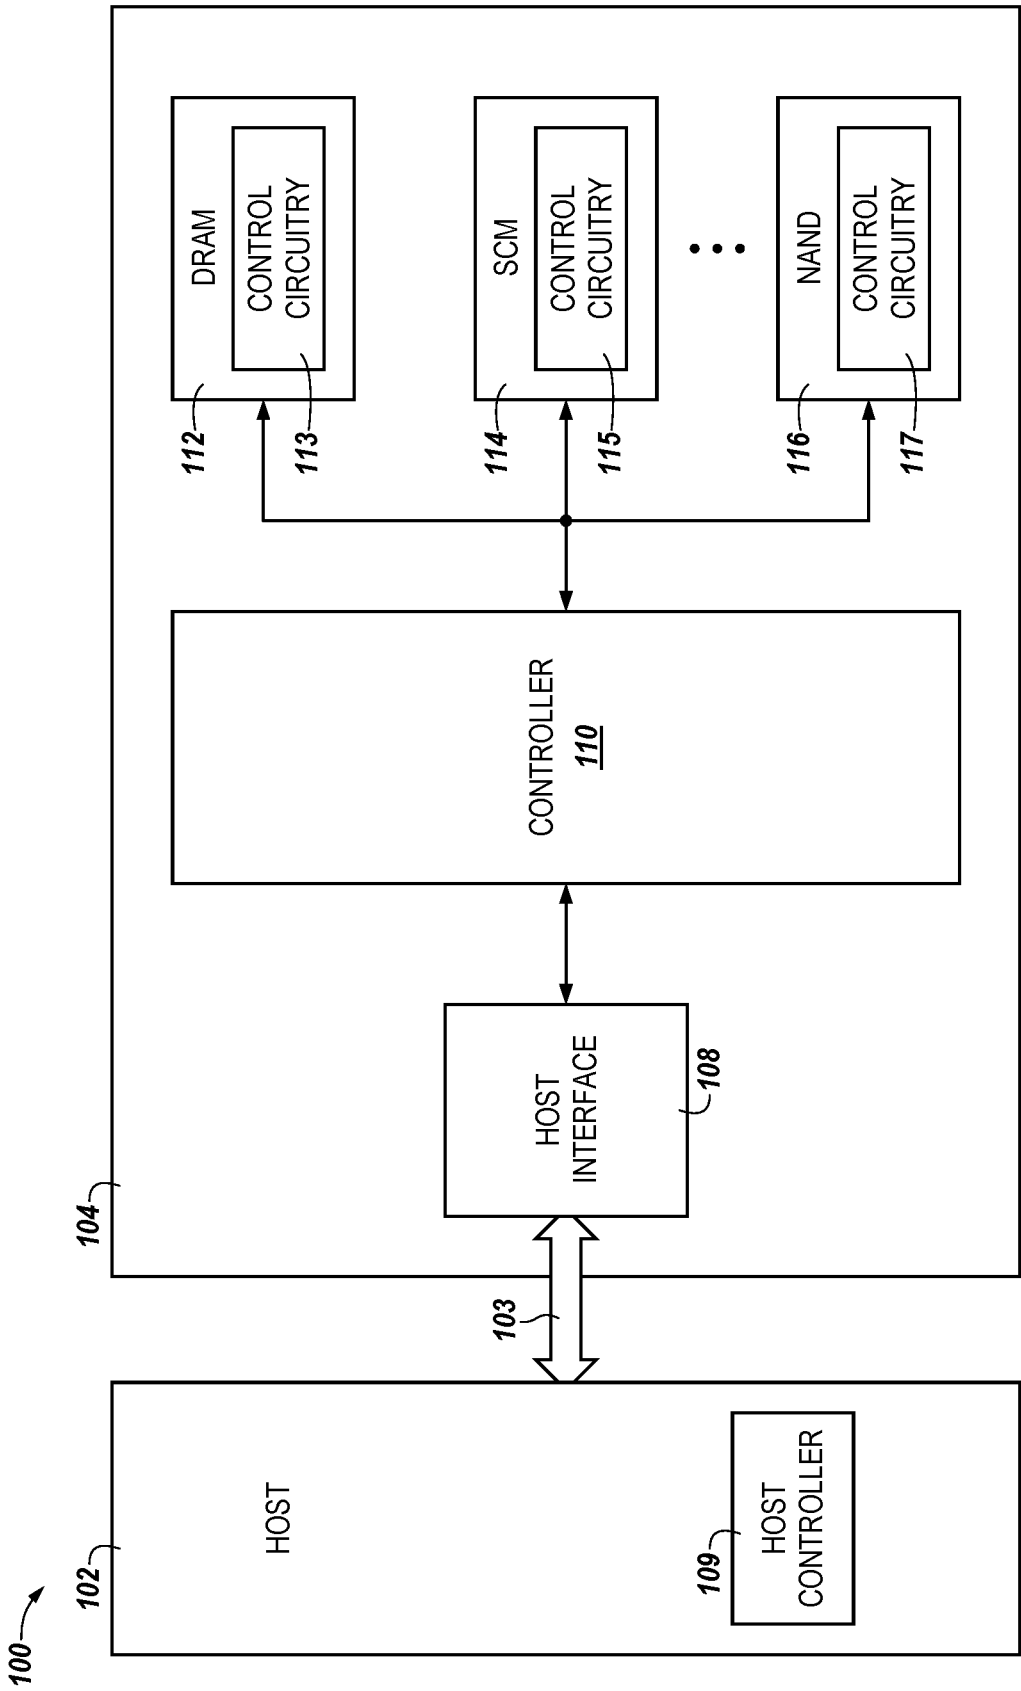 100
102
HOST
109
HOST
CONTROLLER
103
104
HOST
INTERFACE
108
CONTROLLER
110
112
DRAM
113
CONTROL
CIRCUITRY
114
SCM
115
CONTROL
CIRCUITRY
116
NAND
117
CONTROL
CIRCUITRY